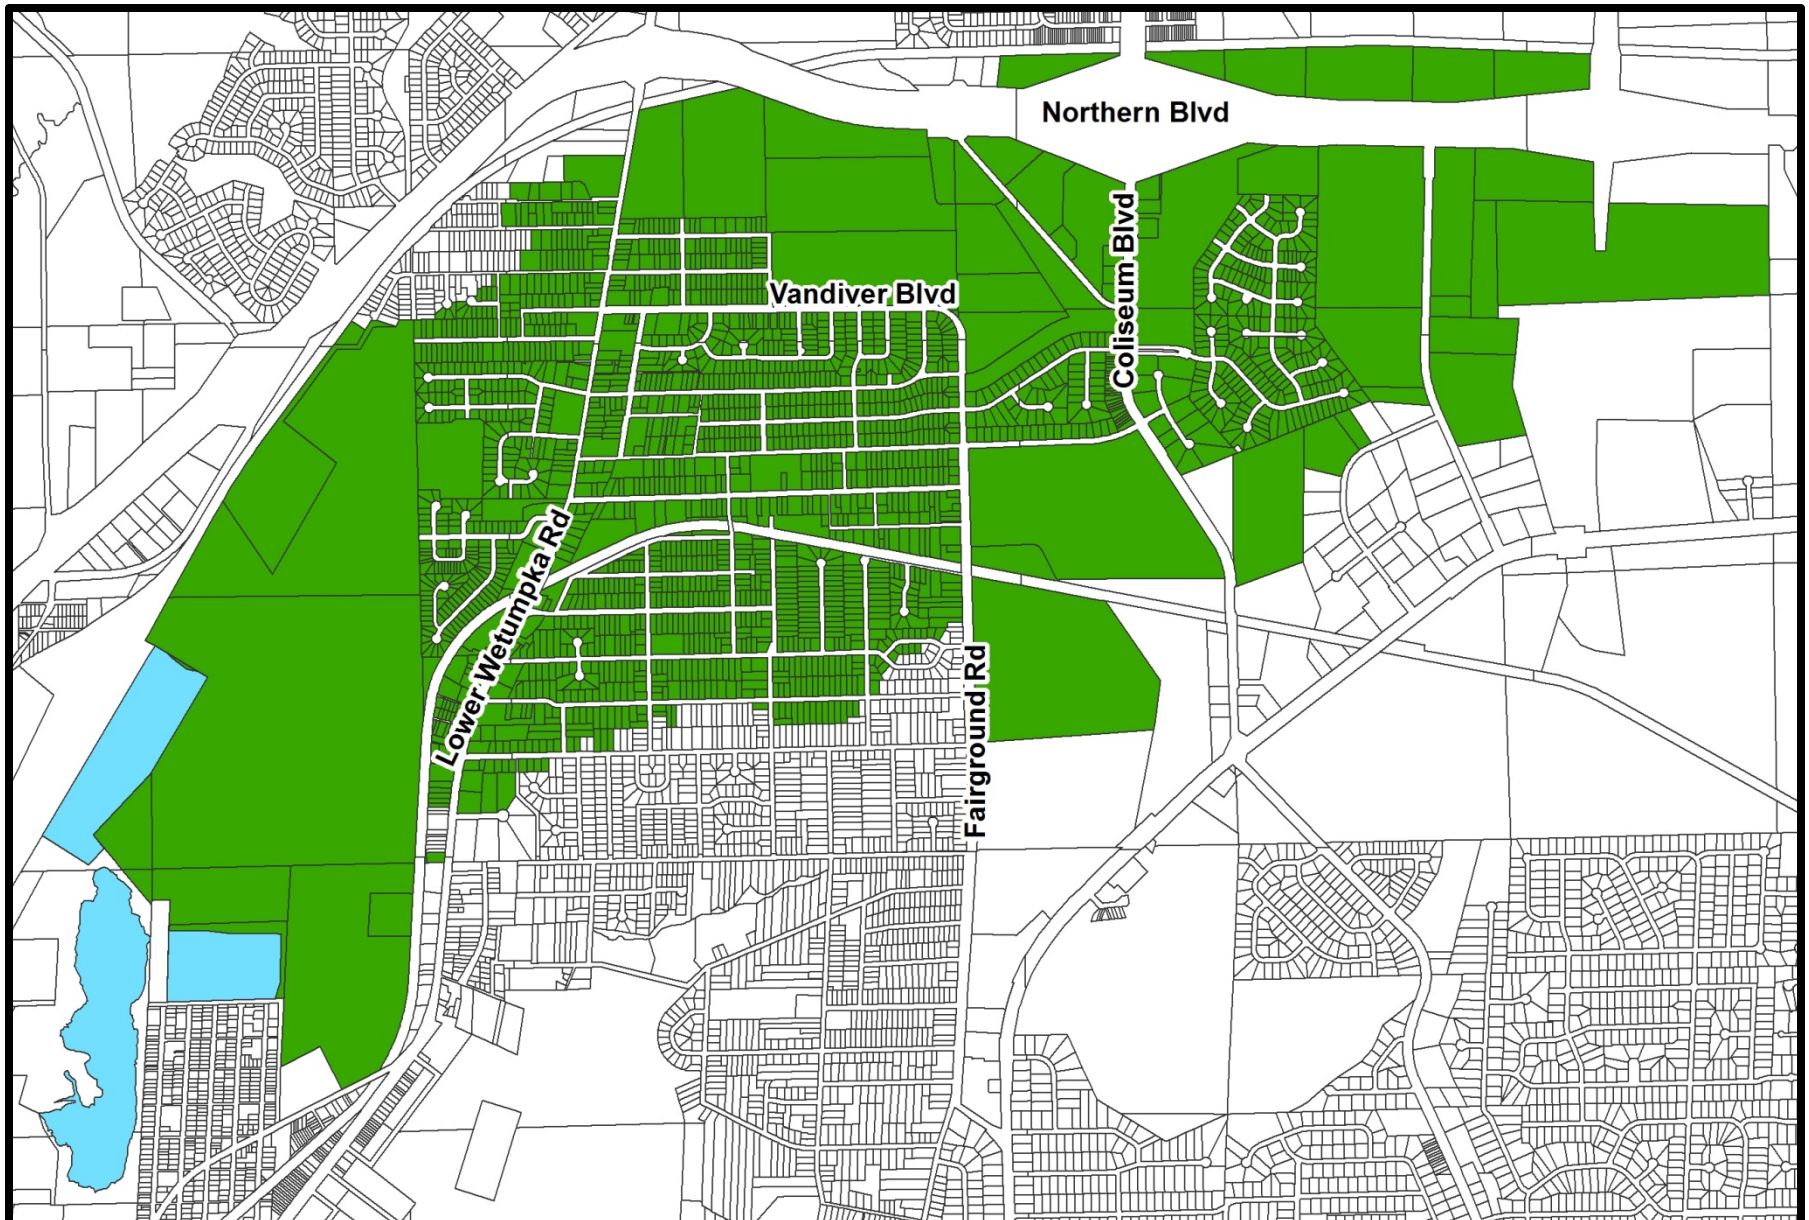 Northern Blvd
Coliseum Blvd
Vandiver Blvd
Lower Wetumpka Rd
Fairground Rd